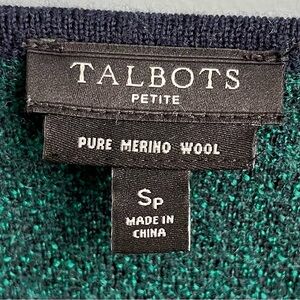 TALBOTS
PETITE
PURE MERINO WOOL
SP
MADE IN
CHINA